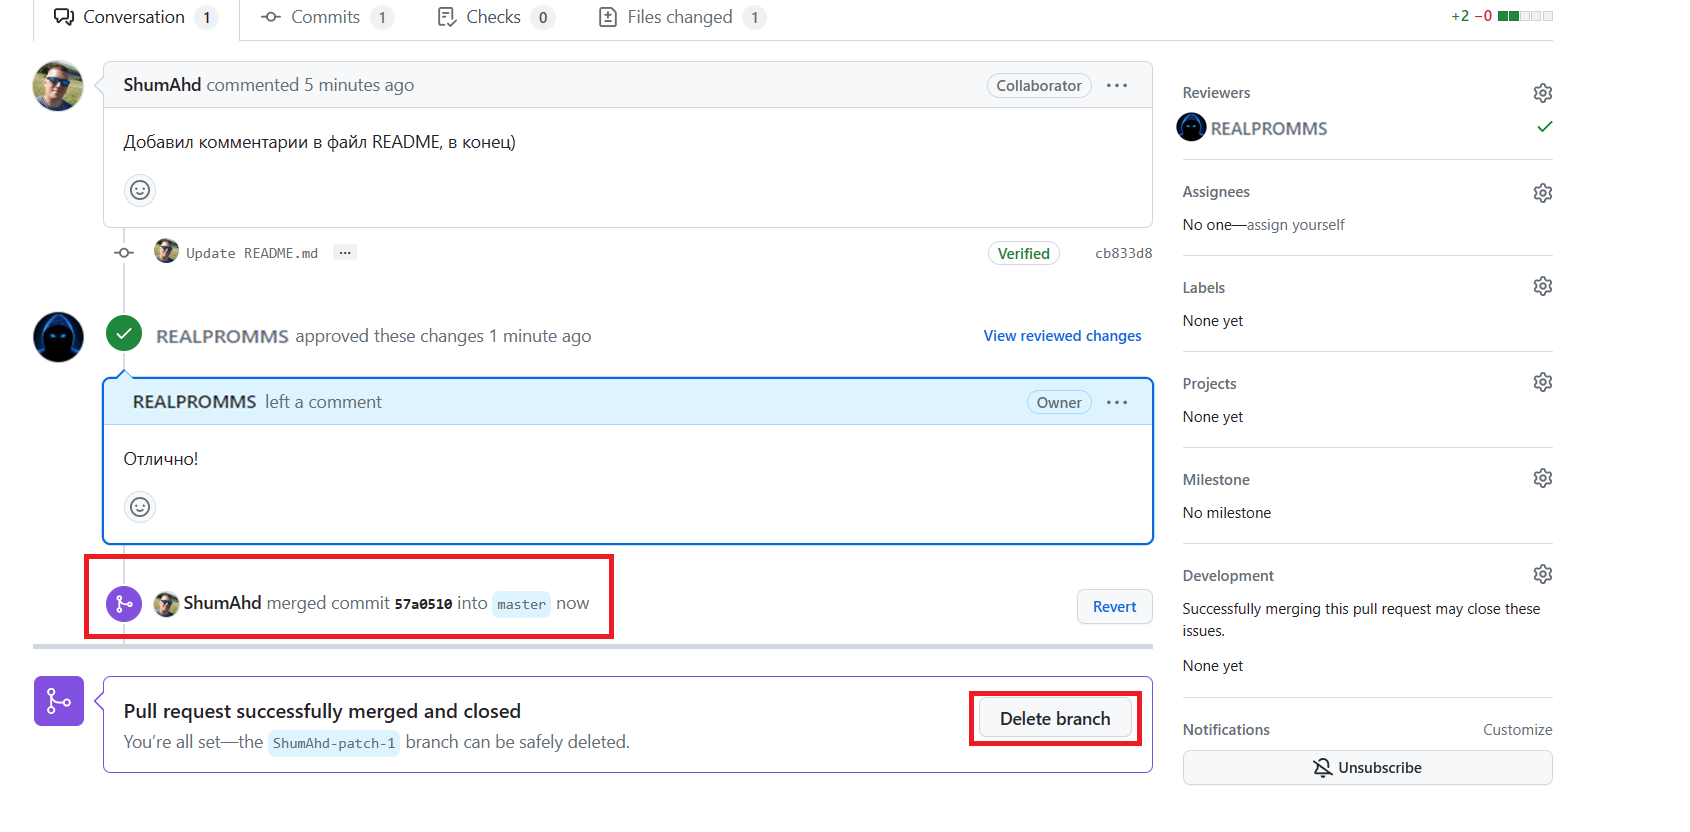 Conversation 1 Commits 1 Checks 0 Files changed 1 +2 −0
ShumAhd commented 5 minutes ago Collaborator ...
Добавил комментарии в файл README, в конец)
Update README.md ... Verified cb833d8
REALPROMMS approved these changes 1 minute ago View reviewed changes
REALPROMMS left a comment Owner ...
Отлично!
ShumAhd merged commit 57a0510 into master now Revert
Pull request successfully merged and closed
You're all set—the ShumAhd-patch-1 branch can be safely deleted.
Delete branch
Reviewers
REALPROMMS
Assignees
No one—assign yourself
Labels
None yet
Projects
None yet
Milestone
No milestone
Development
Successfully merging this pull request may close these
issues.
None yet
Notifications Customize
Unsubscribe